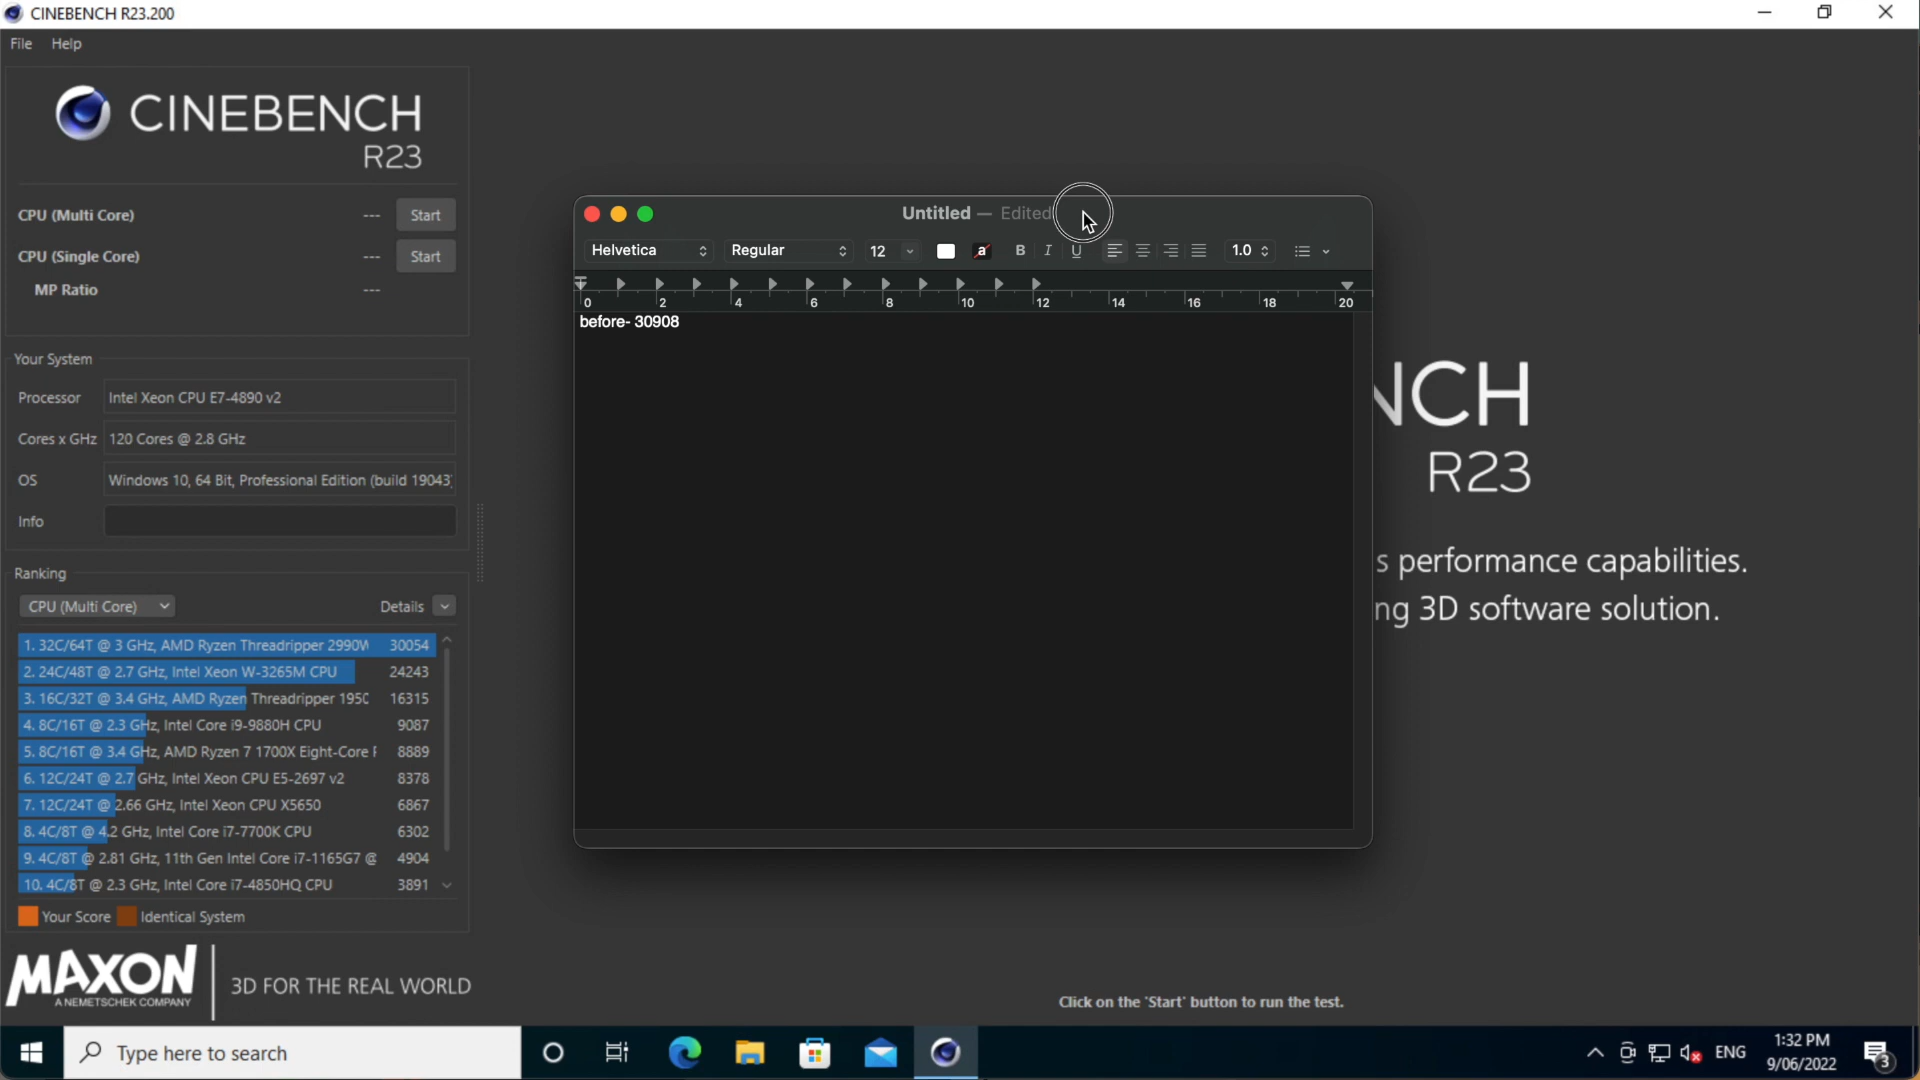 CINEBENCH R23.200
File Help
CINEBENCH
R23
CPU (Multi Core) --- Start
CPU (Single Core) --- Start
MP Ratio ---
Your System
Processor Intel Xeon CPU E7-4890 v2
Cores x GHz 120 Cores @ 2.8 GHz
OS Windows 10, 64 Bit, Professional Edition (build 19043)
Info
Ranking
CPU (Multi Core) Details
1. 32C/64T @ 3 GHz, AMD Ryzen Threadripper 2990W 30054
2. 24C/48T @ 2.7 GHz, Intel Xeon W-3265M CPU 24243
3. 16C/32T @ 3.4 GHz, AMD Ryzen Threadripper 195 16315
4. 8C/16T @ 2.3 GHz, Intel Core i9-9880H CPU 9087
5. 8C/16T @ 3.4 GHz, AMD Ryzen 7 1700X Eight-Core 8889
6. 12C/24T @ 2.7 GHz, Intel Xeon CPU E5-2697 v2 8378
7. 12C/24T @ 2.66 GHz, Intel Xeon CPU X5650 6867
8. 4C/8T @ 4.2 GHz, Intel Core i7-7700K CPU 6302
9. 4C/8T @ 2.81 GHz, 11th Gen Intel Core i7-1165G7 @ 4904
10. 4C/8T @ 2.3 GHz, Intel Core i7-4850HQ CPU 3891
Your Score Identical System
MAXON
A NEMETSCHEK COMPANY
3D FOR THE REAL WORLD
Untitled — Edited
Helvetica Regular 12 a B I U 1.0
0 2 4 6 8 10 12 14 16 18 20
before- 30908
NCH
R23
s performance capabilities.
ng 3D software solution.
Click on the 'Start' button to run the test.
Type here to search
ENG
1:32 PM
9/06/2022
3